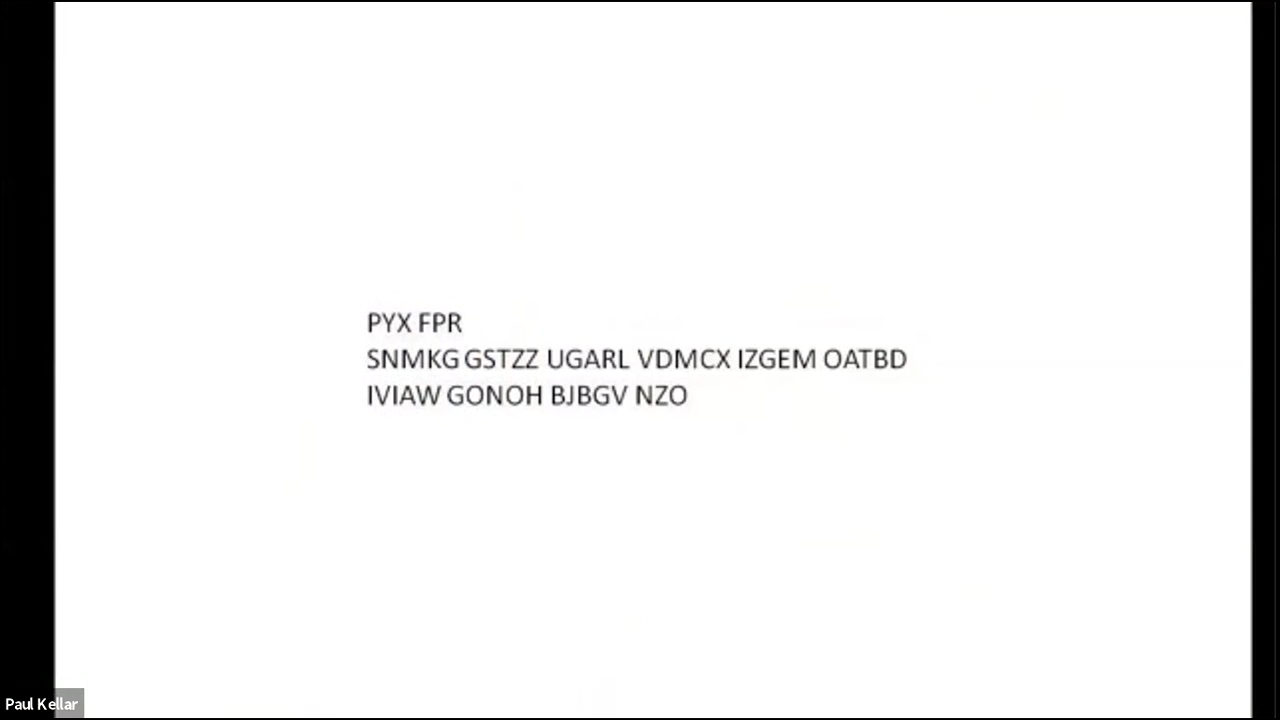 PYX FPR
SNMKG GSTZZ UGARL VDMCX IZGEM OATBD
IVIAW GONOH BJBGV NZO
Paul Kellar